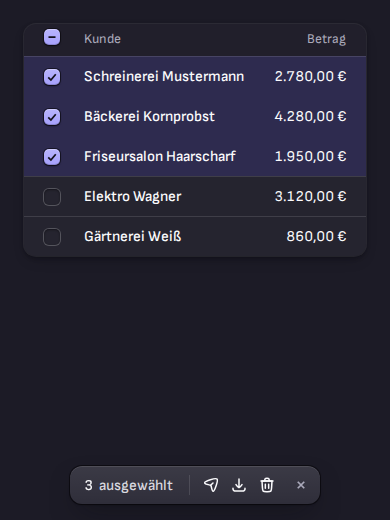 Kunde Betrag
Schreinerei Mustermann 2.780,00 €
Bäckerei Kornprobst 4.280,00 €
Friseursalon Haarscharf 1.950,00 €
Elektro Wagner 3.120,00 €
Gärtnerei Weiß 860,00 €
3 ausgewählt